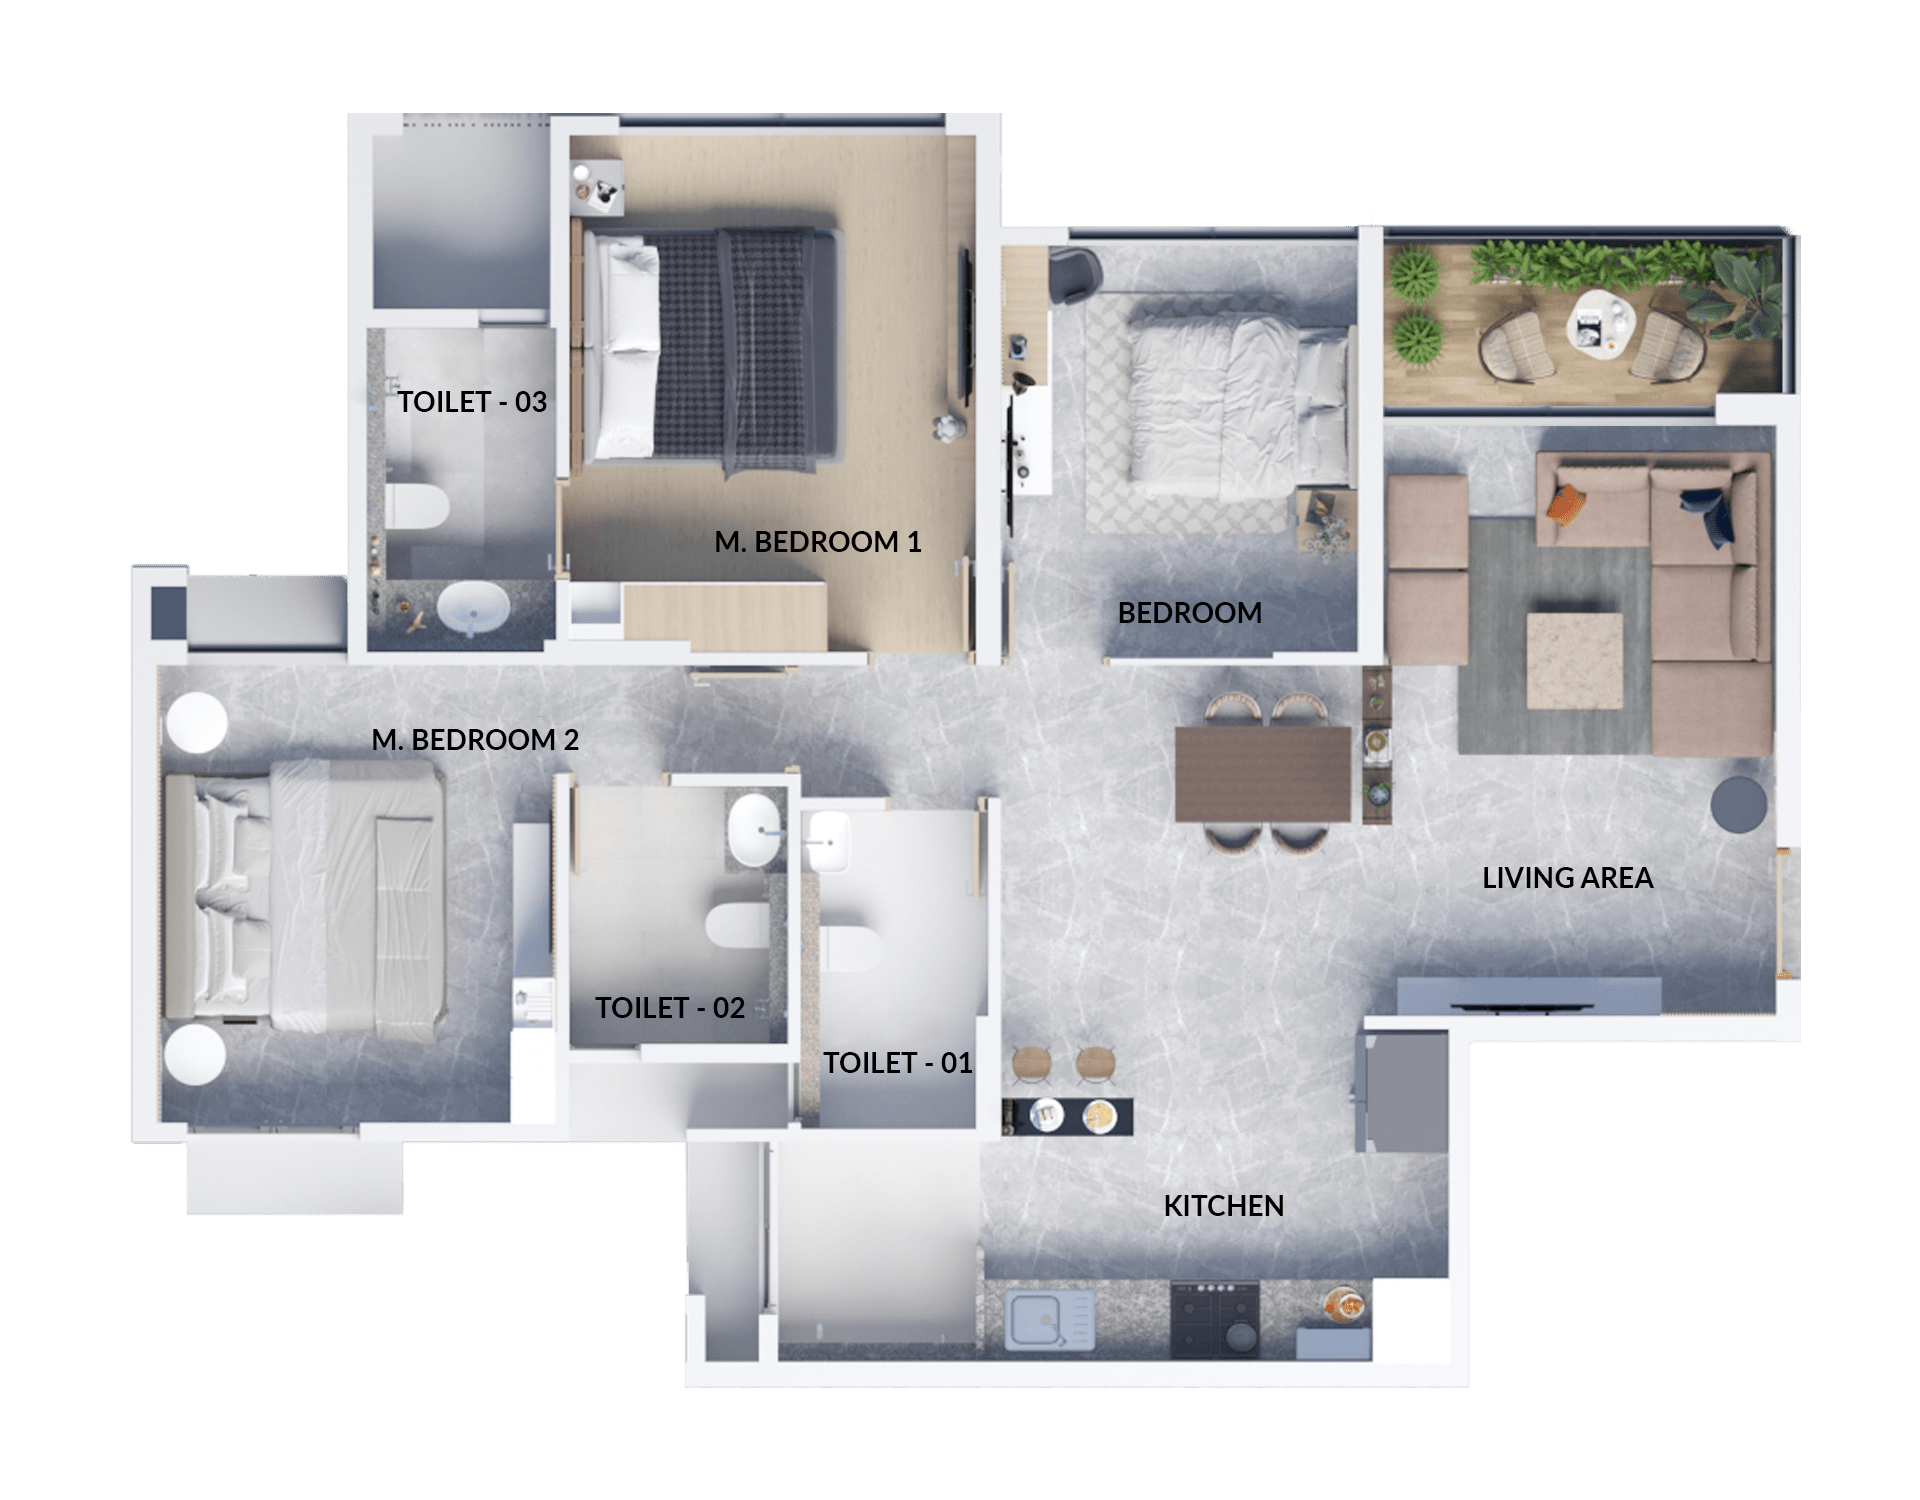 TOILET - 03
M. BEDROOM 1
BEDROOM
M. BEDROOM 2
LIVING AREA
TOILET - 02
TOILET - 01
KITCHEN